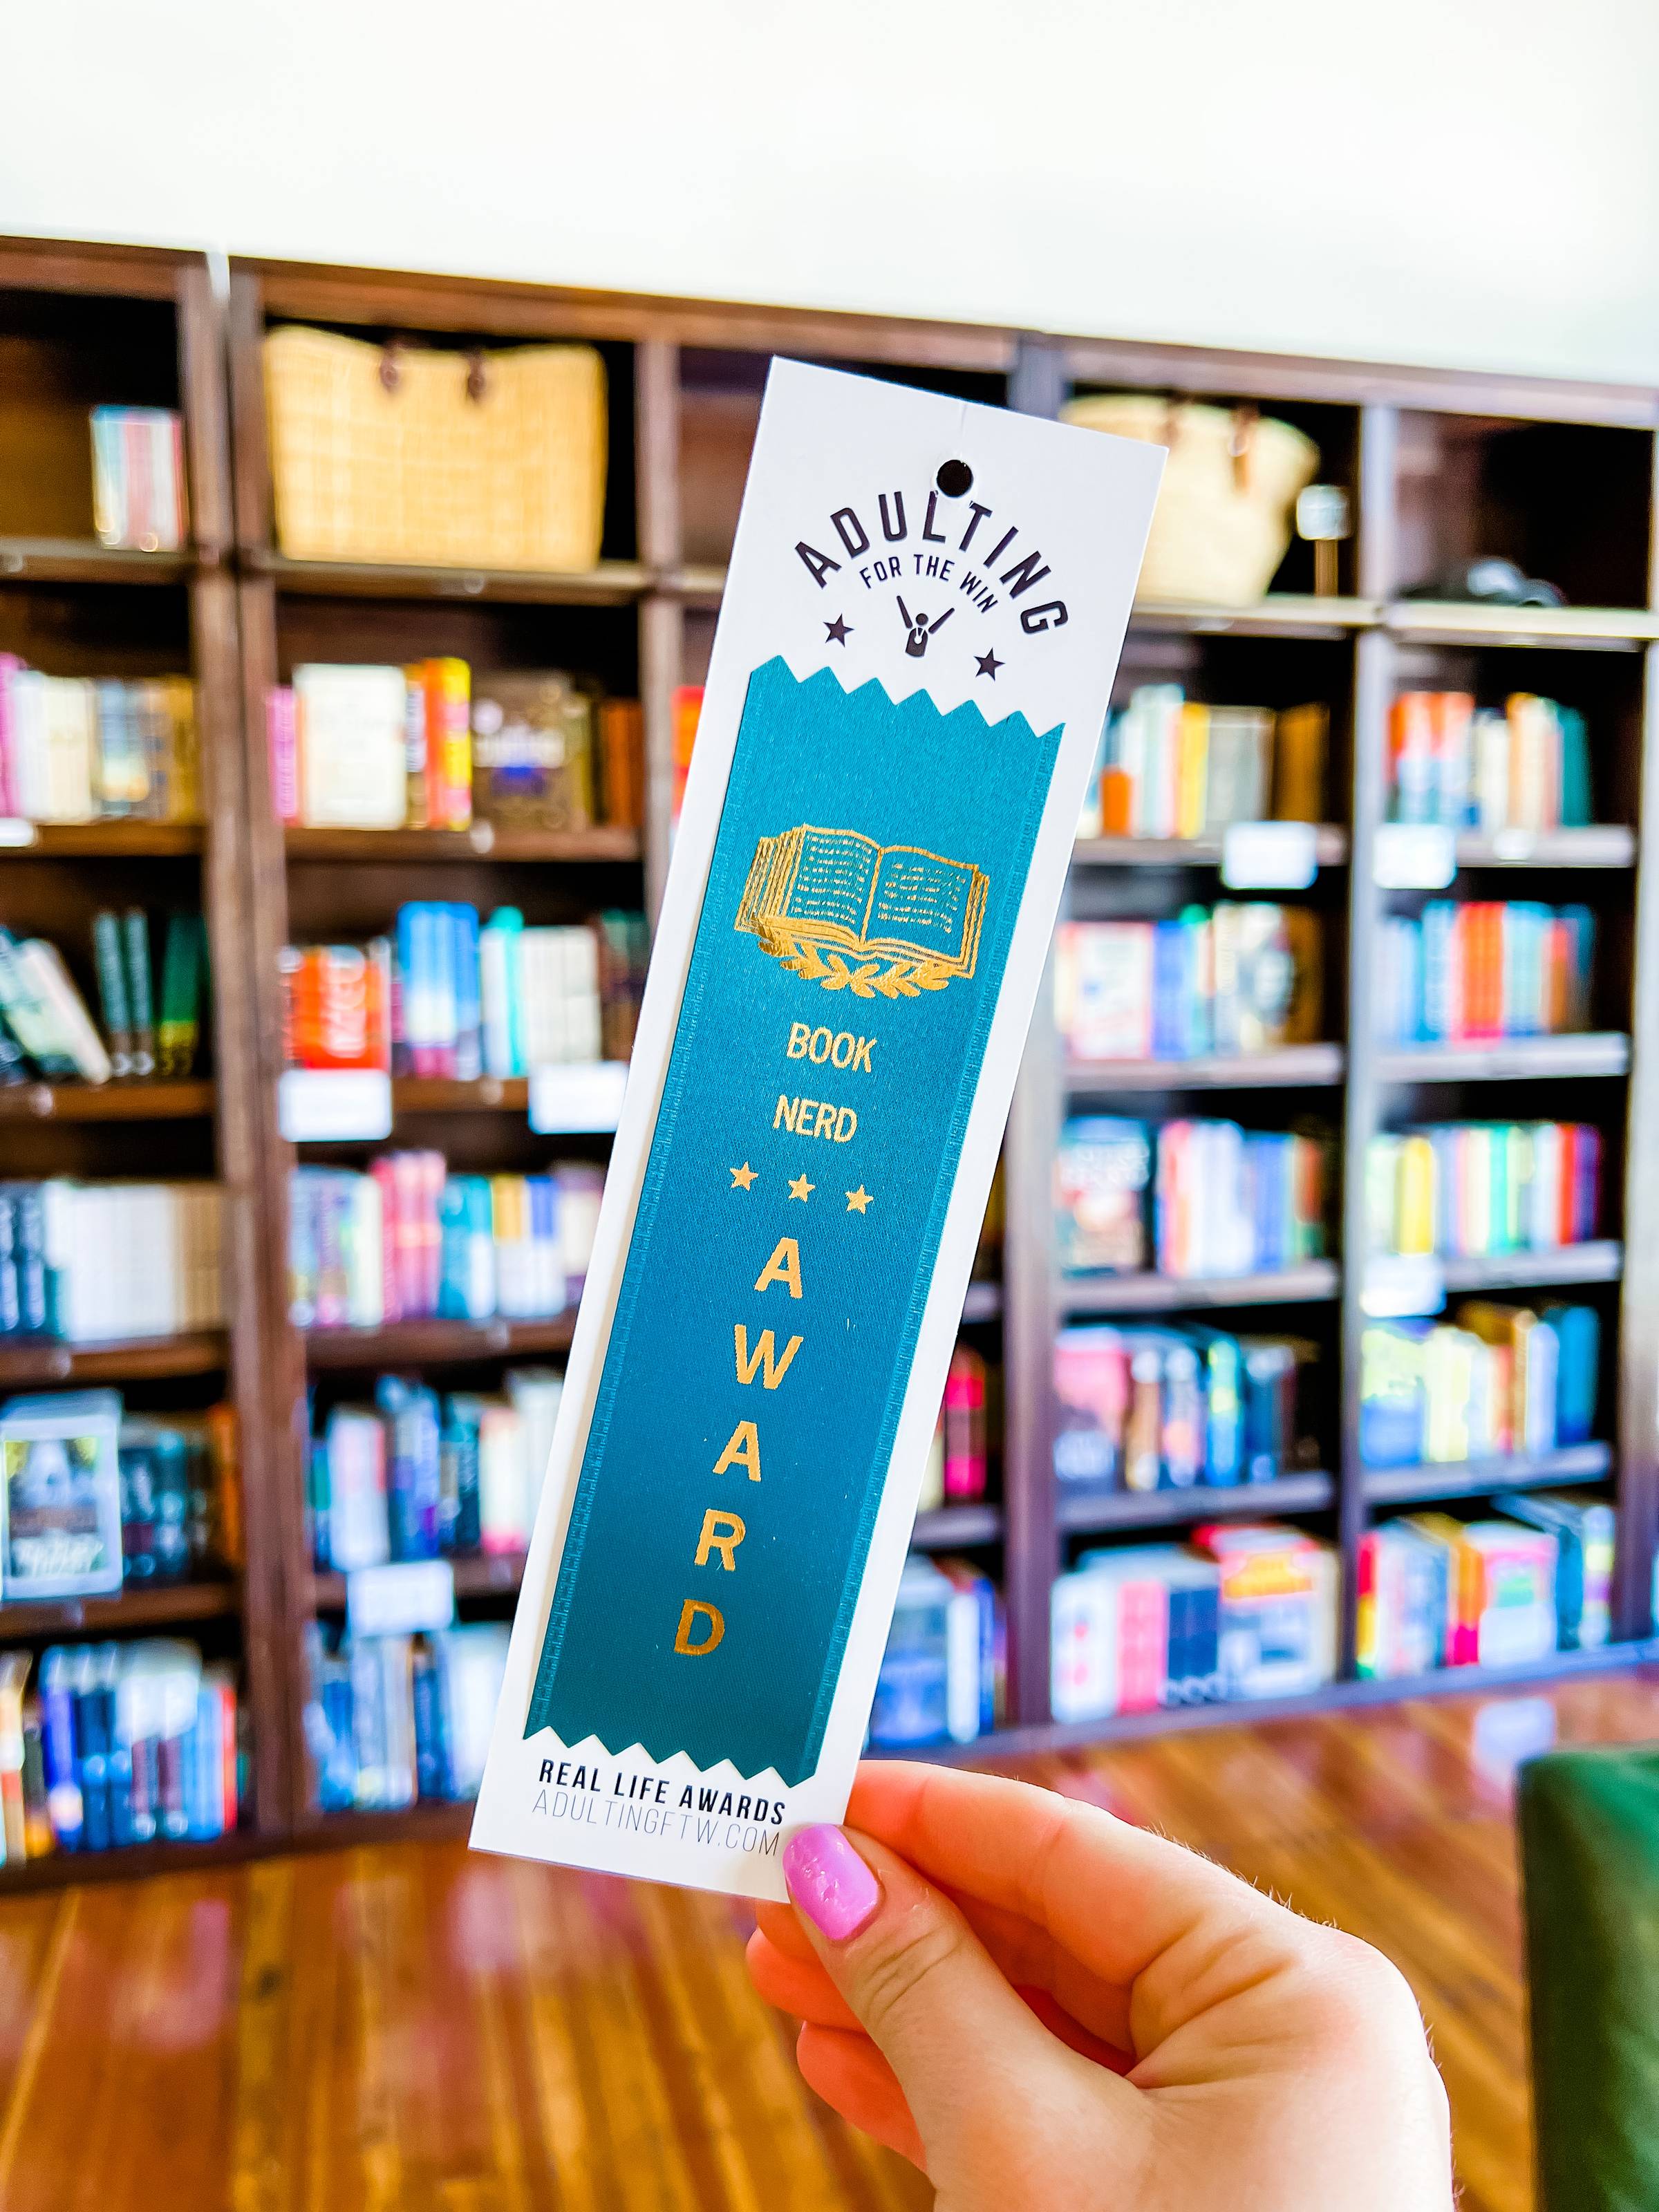 ADULTING
FOR THE WIN
BOOK
NERD
AWARD
REAL LIFE AWARDS
ADULTINGFTW.COM